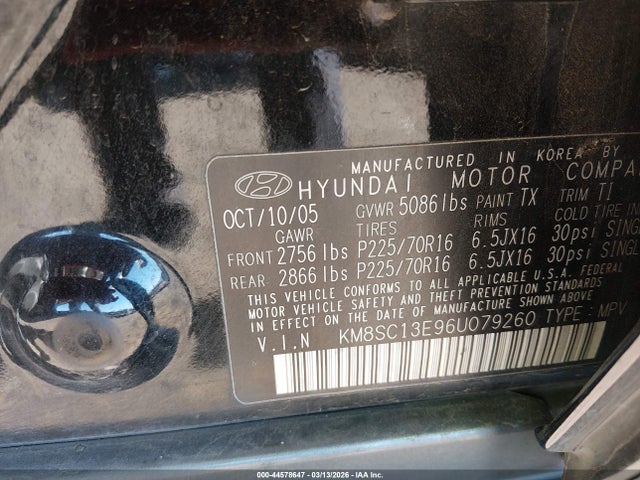 MANUFACTURED IN KOREA BY
HYUNDAI MOTOR COMPA
OCT/10/05 GVWR 5086lbs PAINT TX TRIM TI
GAWR TIRES RIMS COLD TIRE IN
FRONT 2756 lbs P225/70R16 6.5JX16 30psi SINGL
REAR 2866 lbs P225/70R16 6.5JX16 30psi SINGLE
THIS VEHICLE CONFORMS TO ALL APPLICABLE U.S.A. FEDERAL
MOTOR VEHICLE SAFETY AND THEFT PREVENTION STANDARDS
IN EFFECT ON THE DATE OF MANUFACTURE SHOWN ABOVE.
V.I.N KM8SC13E96U079260 TYPE : MPV
000-44578647 - 03/13/2026 - IAA Inc.